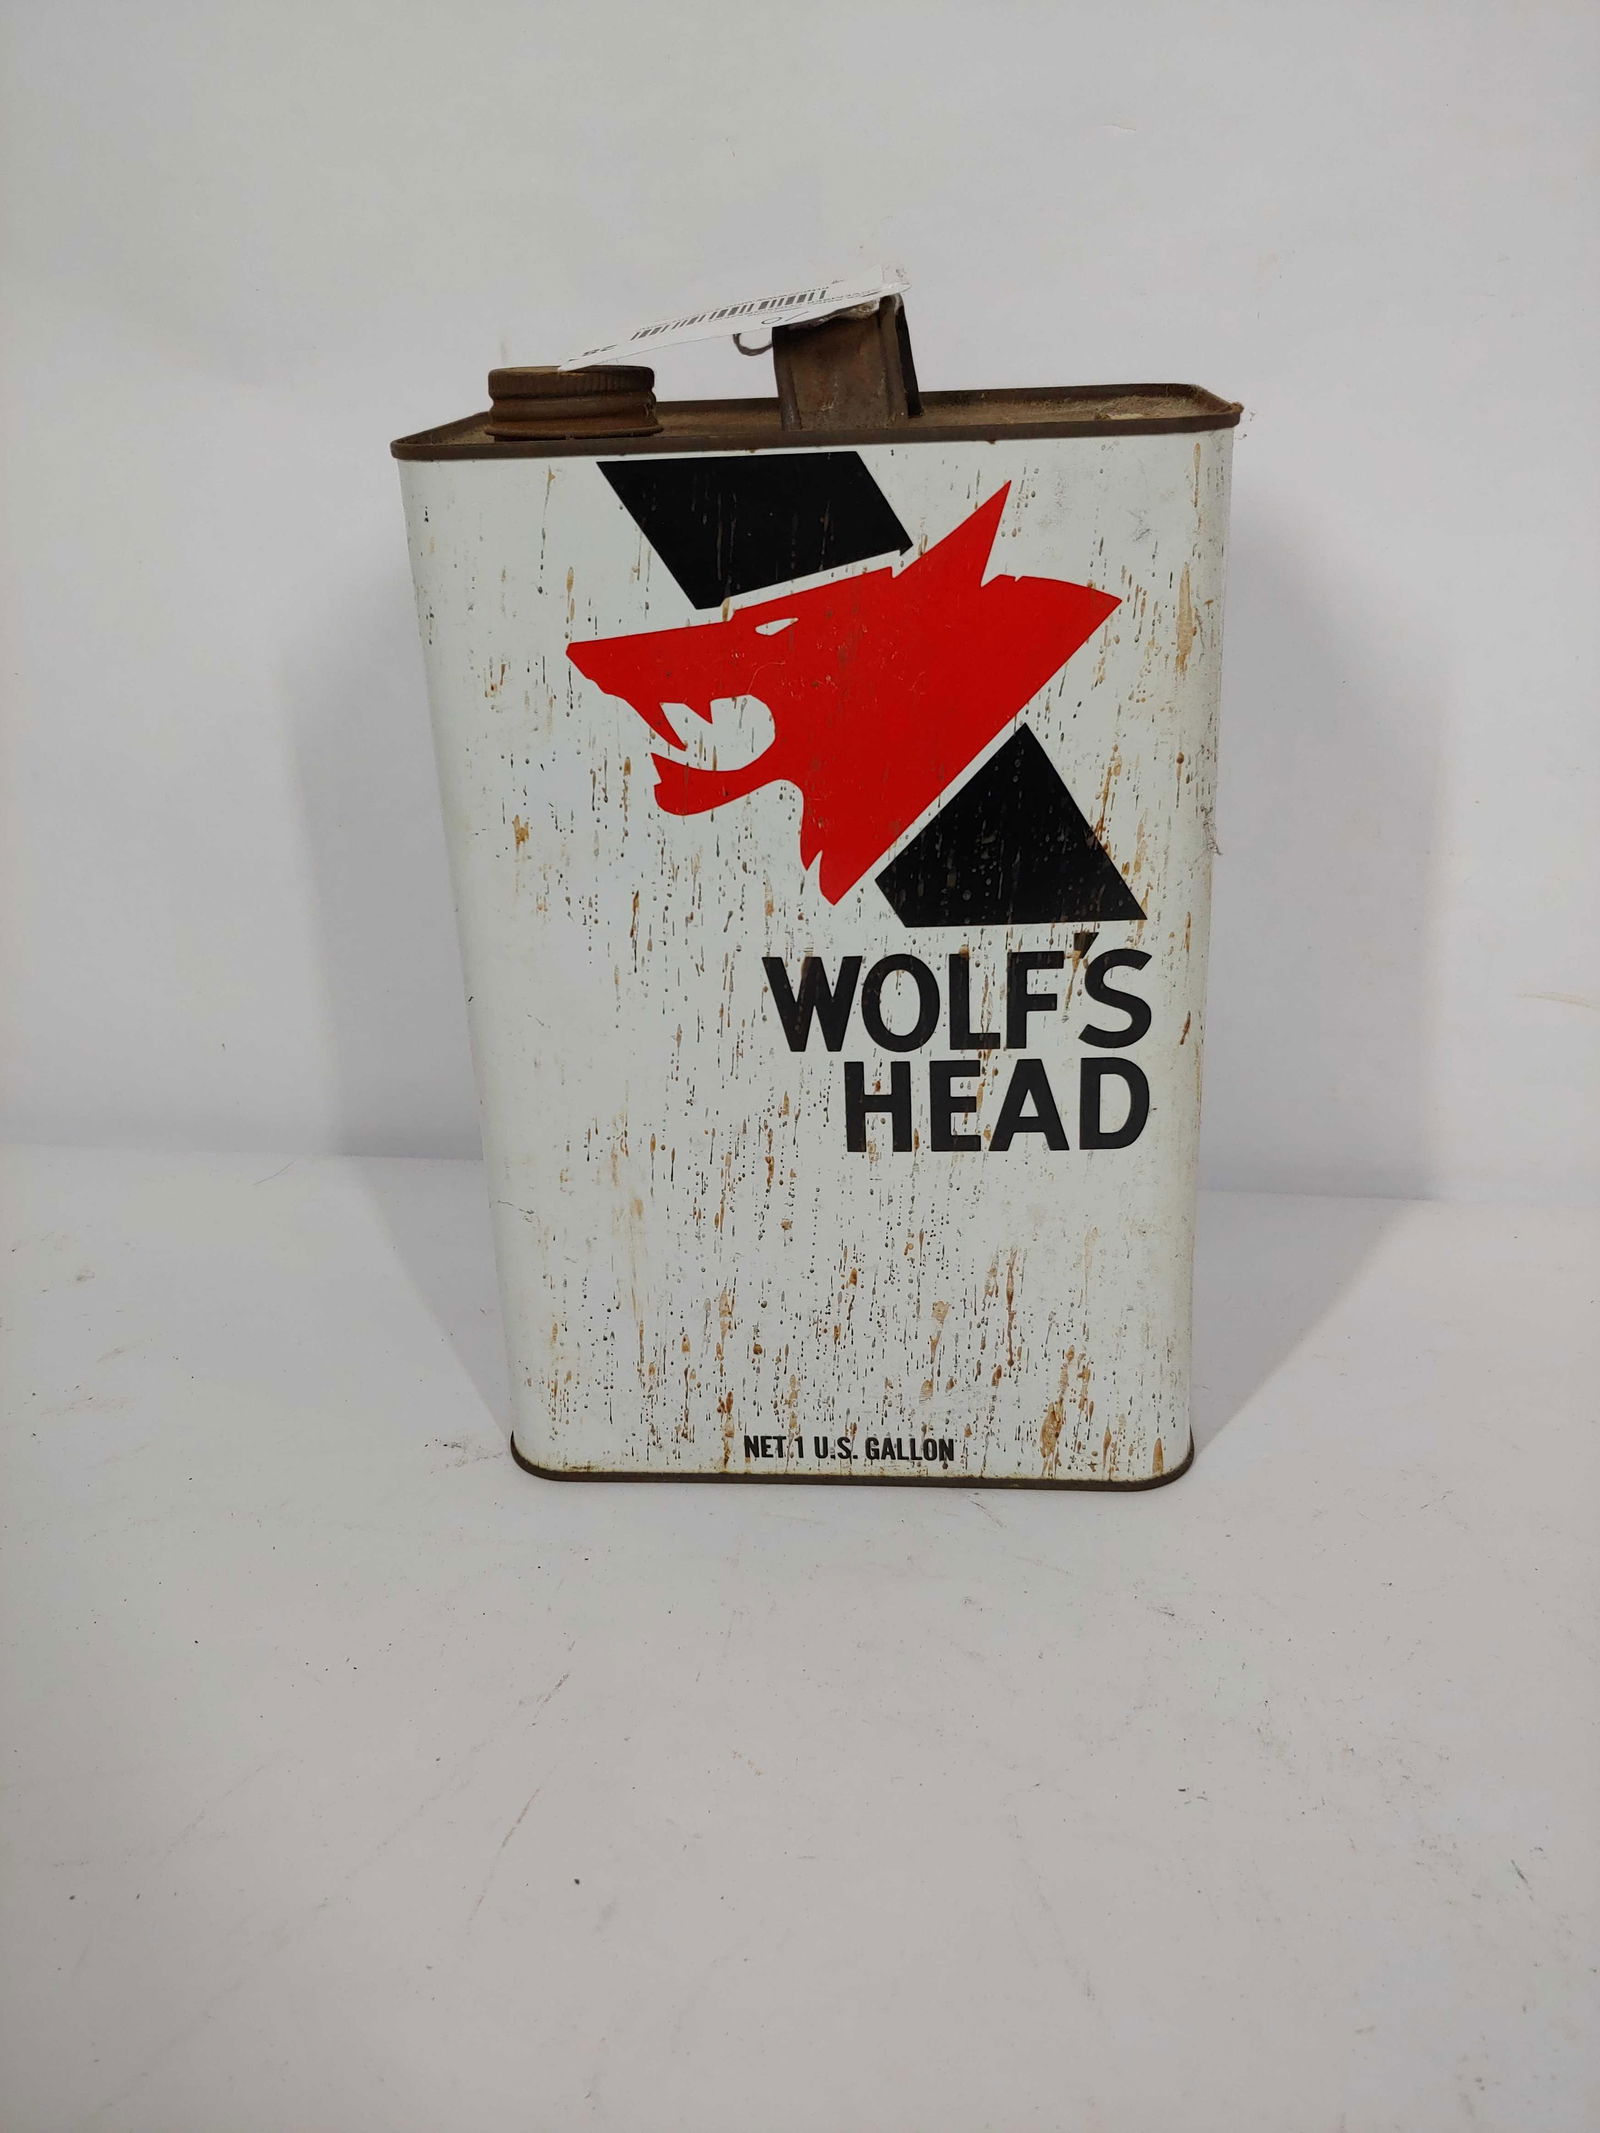 WOLF'S
HEAD
NET 1 U.S. GALLON